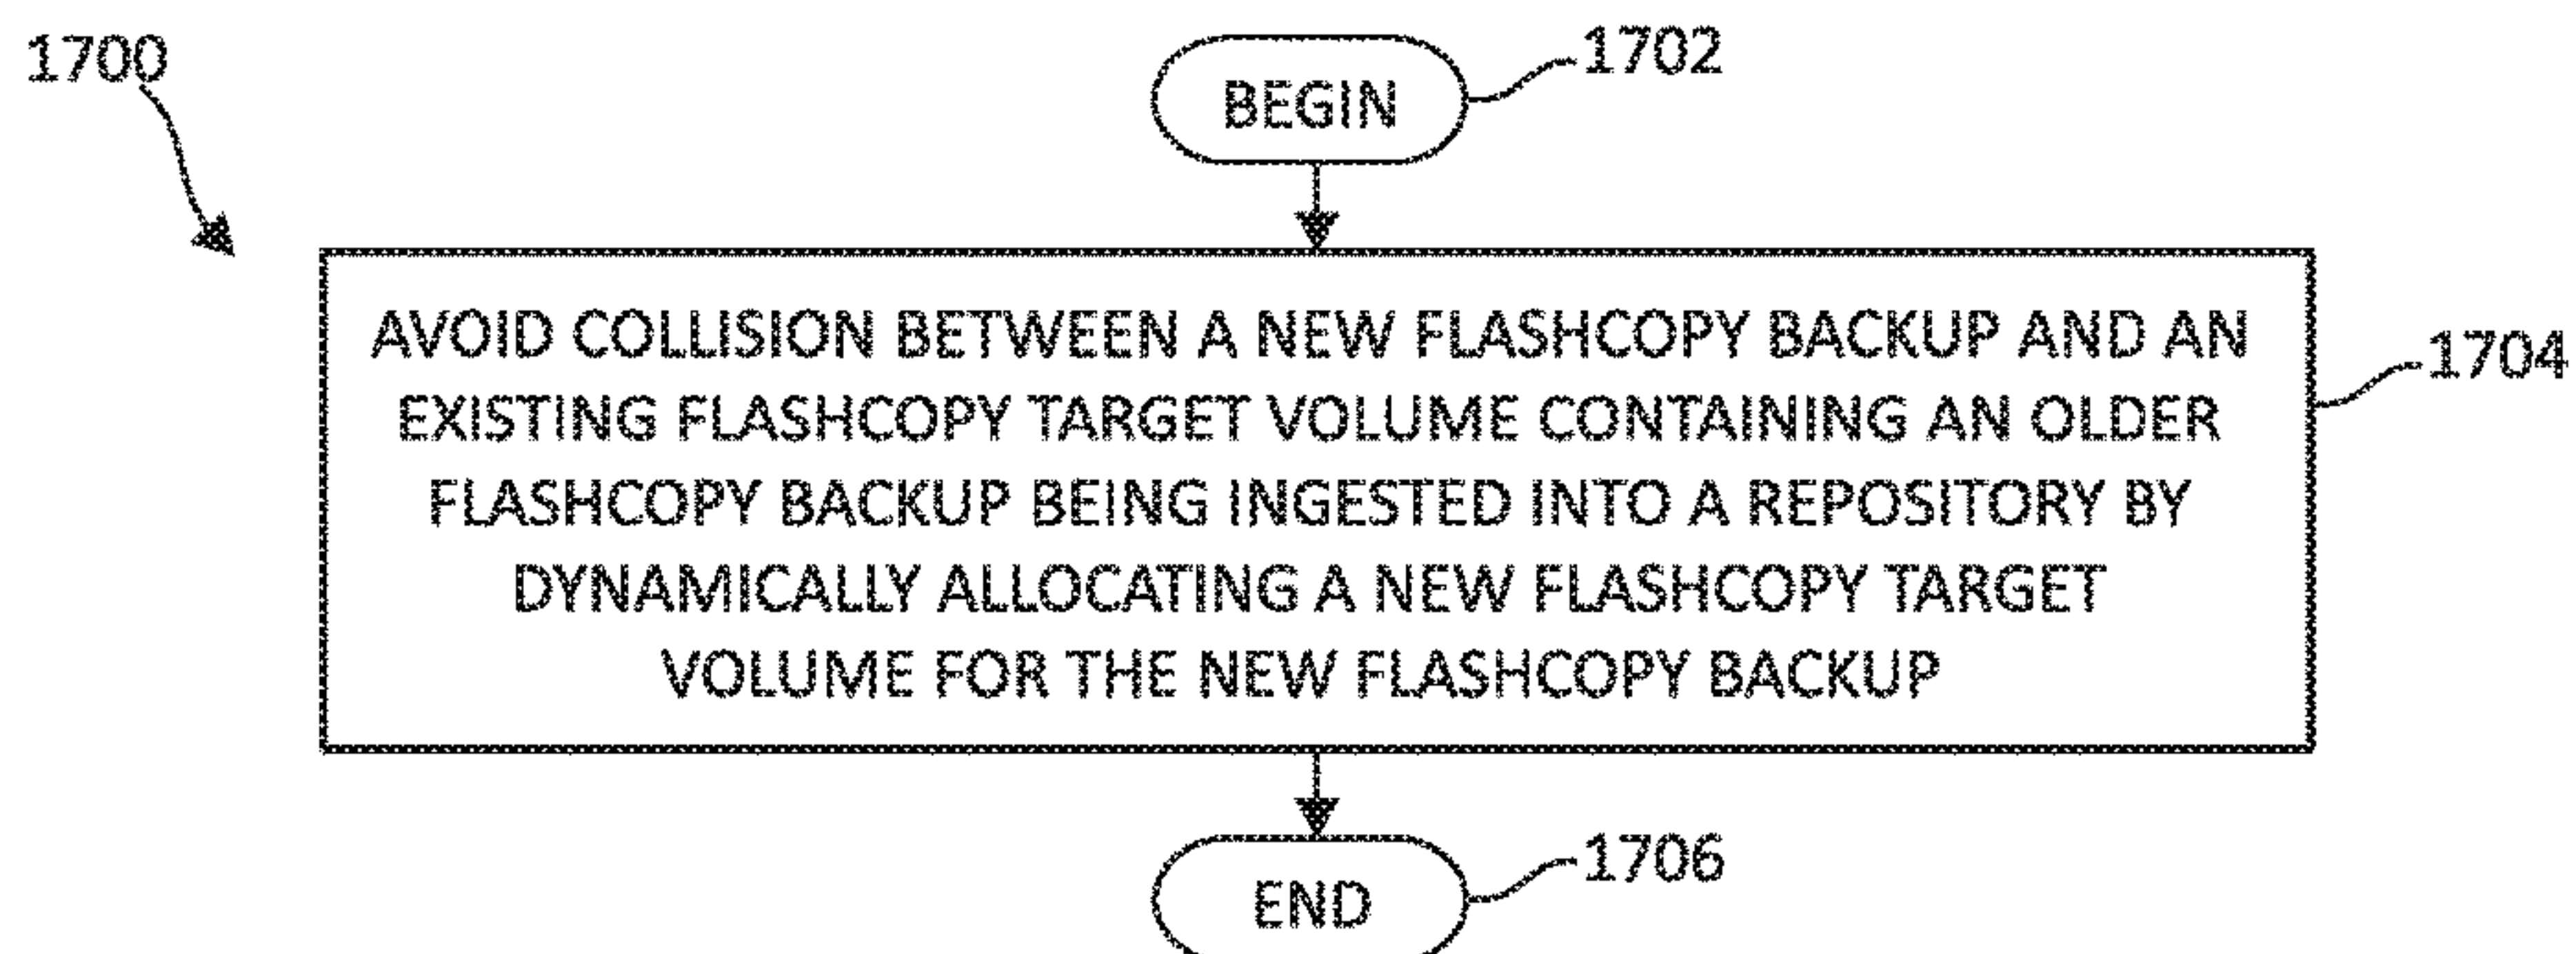 1700
BEGIN
1702
AVOID COLLISION BETWEEN A NEW FLASHCOPY BACKUP AND AN
EXISTING FLASHCOPY TARGET VOLUME CONTAINING AN OLDER
FLASHCOPY BACKUP BEING INGESTED INTO A REPOSITORY BY
DYNAMICALLY ALLOCATING A NEW FLASHCOPY TARGET
VOLUME FOR THE NEW FLASHCOPY BACKUP
1704
END
1706